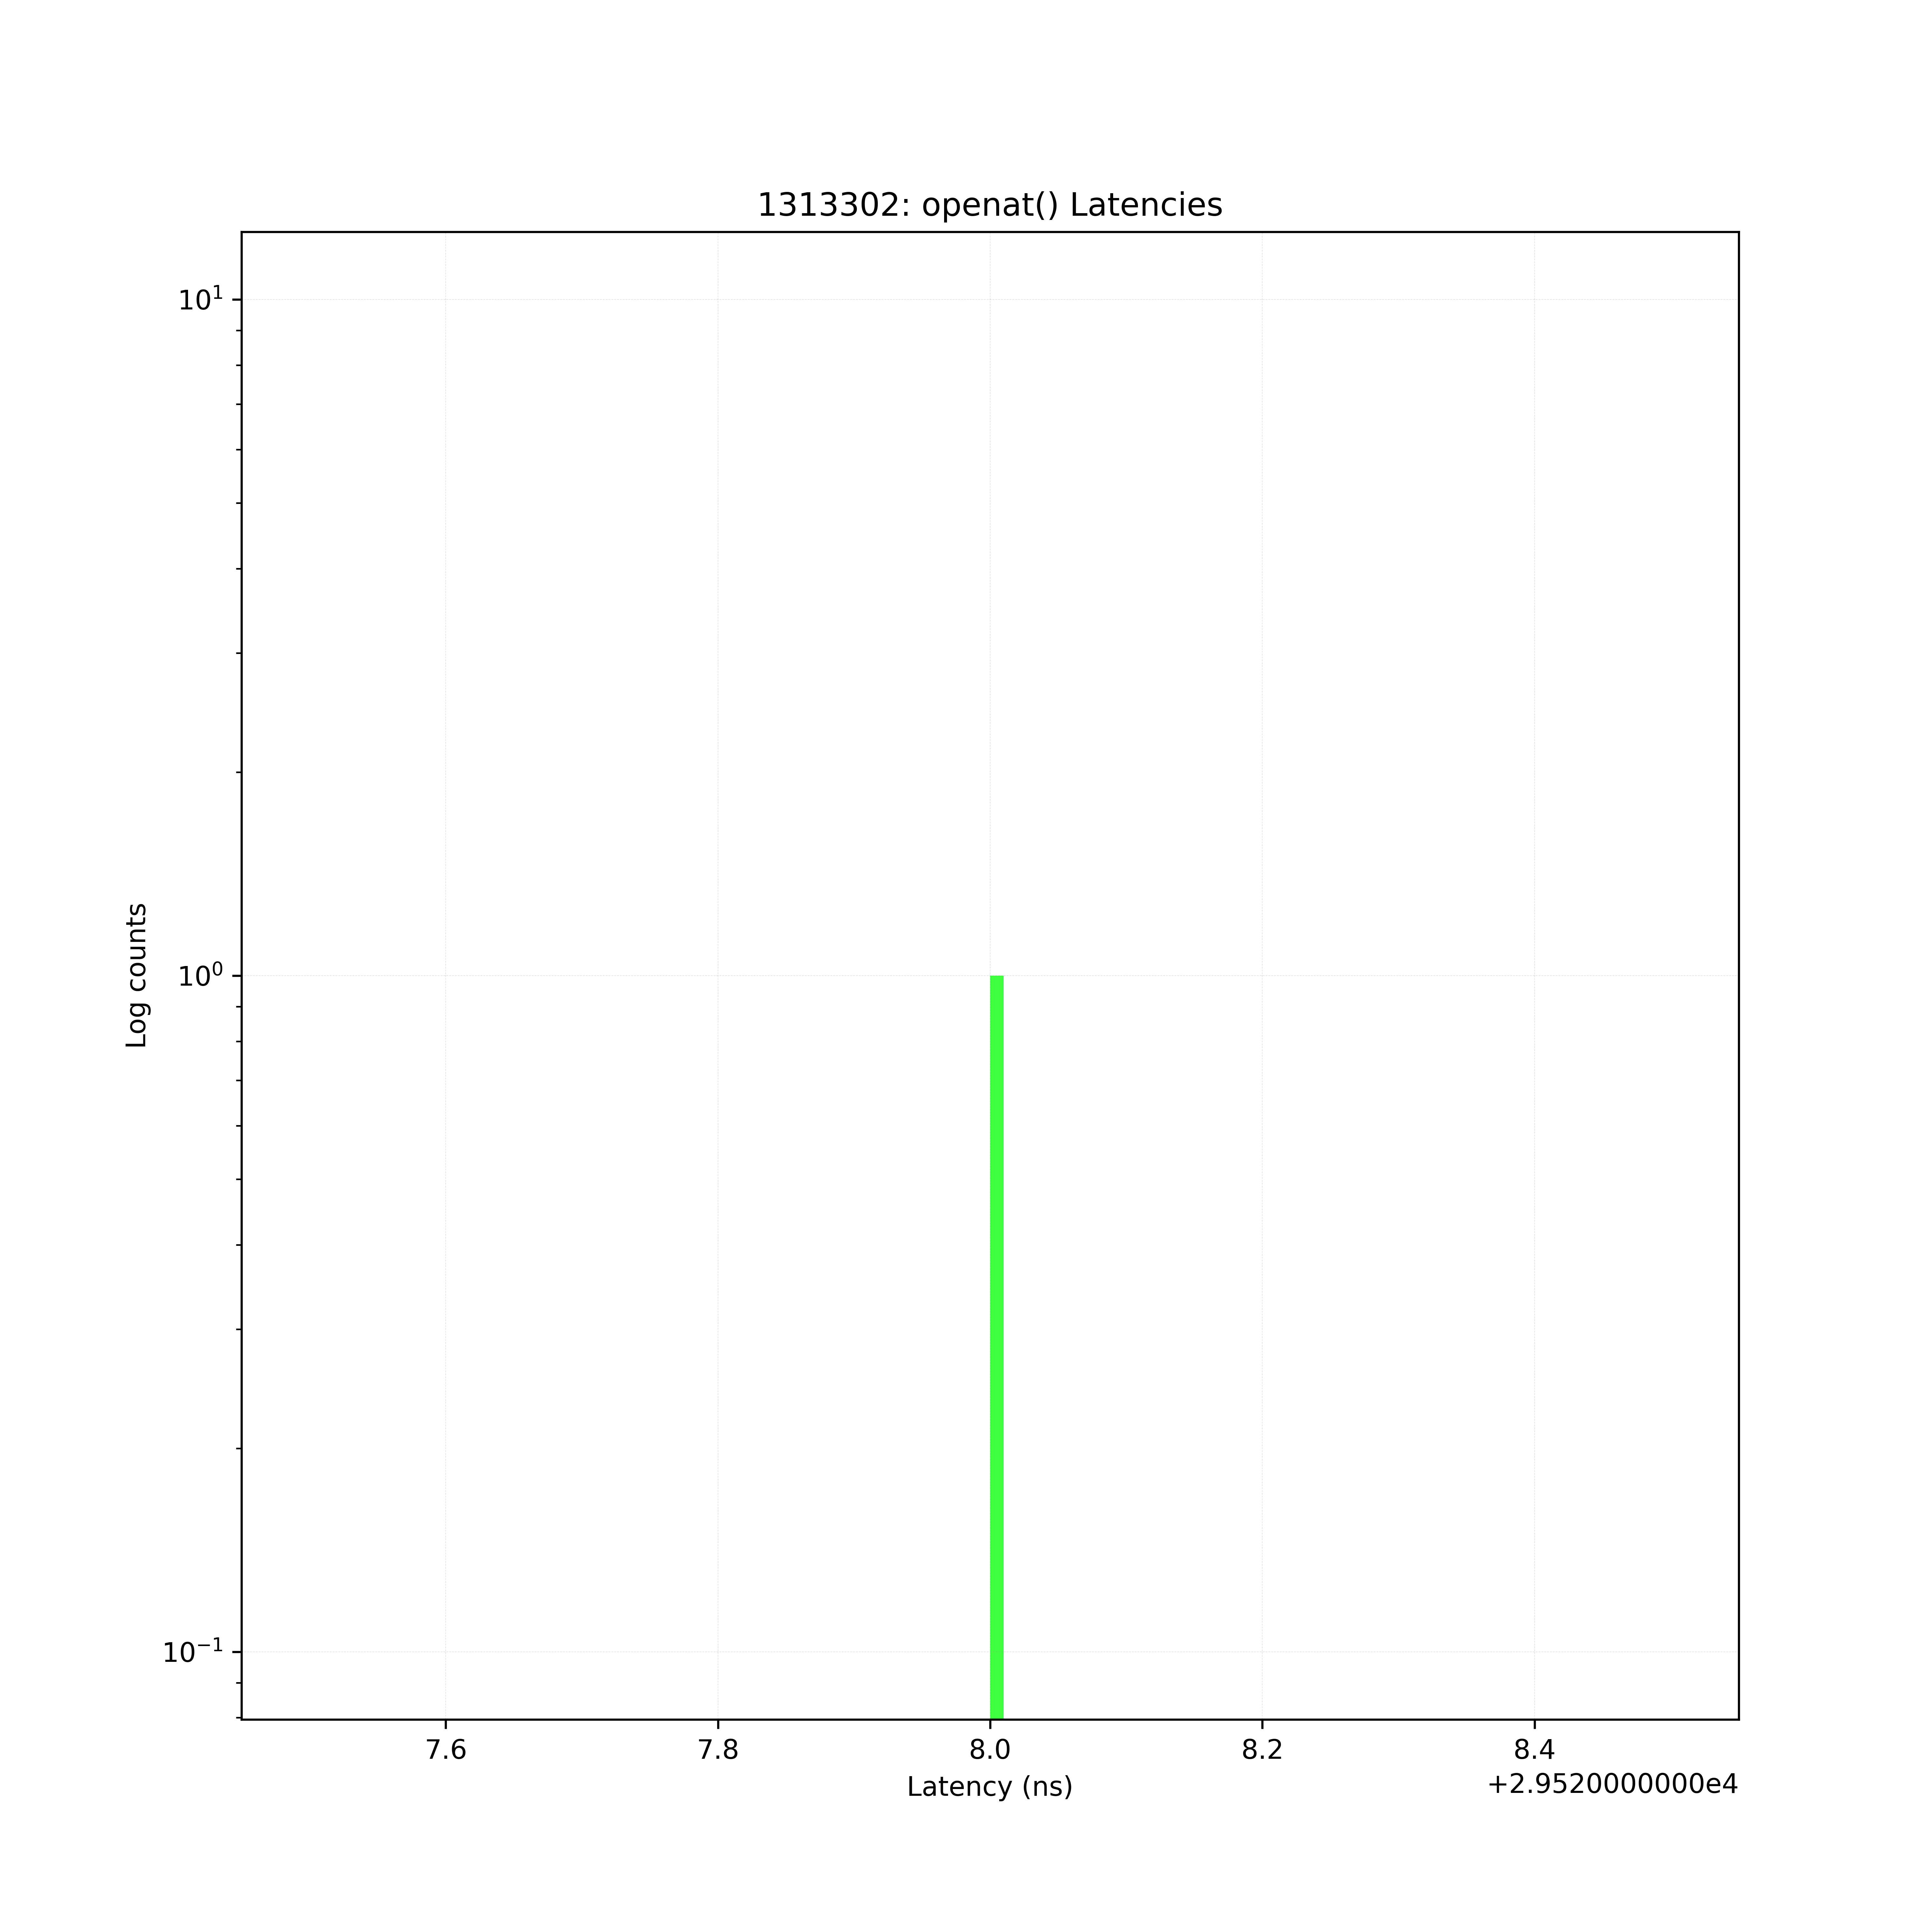 1313302: openat() Latencies
10¹
10⁰
10⁻¹
Log counts
7.6 7.8 8.0 8.2 8.4
Latency (ns)
+2.9520000000e4